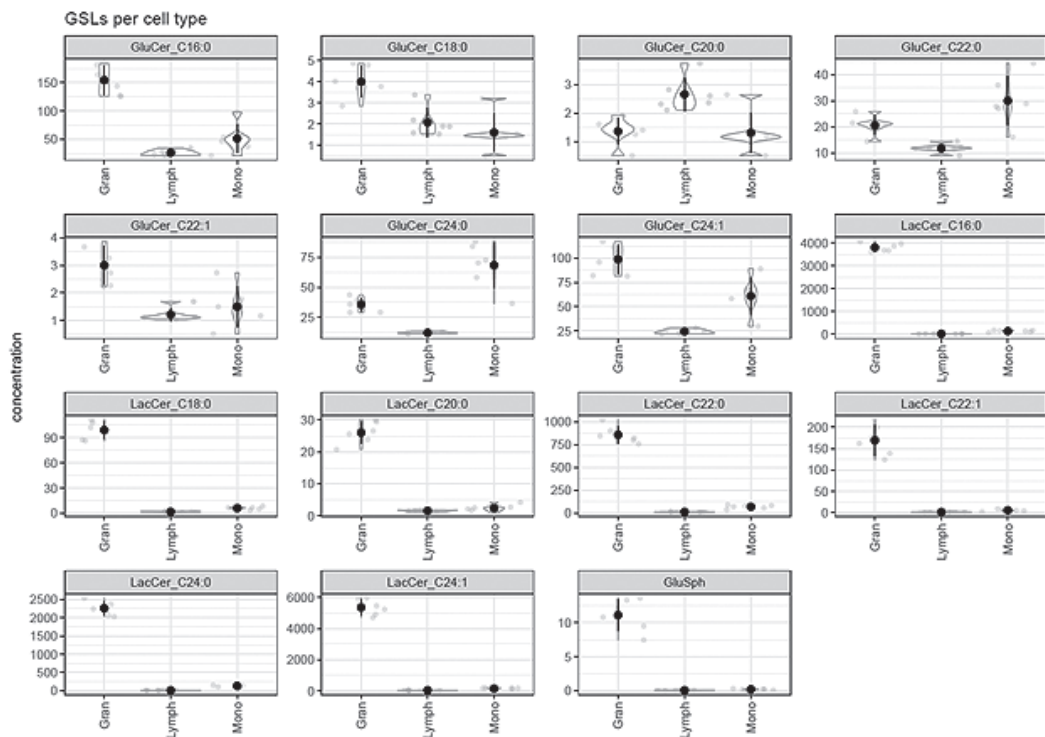 GSLs per cell type
GluCer_C16:0 GluCer_C18:0 GluCer_C20:0 GluCer_C22:0
150 50 5 4 3 2 1 3 2 1 40 30 20 10
Gran Lymph Mono Gran Lymph Mono Gran Lymph Mono Gran Lymph Mono
GluCer_C22:1 GluCer_C24:0 GluCer_C24:1 LacCer_C16:0
4 3 2 1 75 50 25 100 75 50 25 4000 3000 2000 1000 0
Gran Lymph Mono Gran Lymph Mono Gran Lymph Mono Gran Lymph Mono
concentration
LacCer_C18:0 LacCer_C20:0 LacCer_C22:0 LacCer_C22:1
90 60 30 0 30 20 10 0 1000 750 500 250 0 200 150 100 50 0
Gran Lymph Mono Gran Lymph Mono Gran Lymph Mono Gran Lymph Mono
LacCer_C24:0 LacCer_C24:1 GluSph
2500 2000 1500 1000 500 0 6000 4000 2000 0 10 5 0
Gran Lymph Mono Gran Lymph Mono Gran Lymph Mono